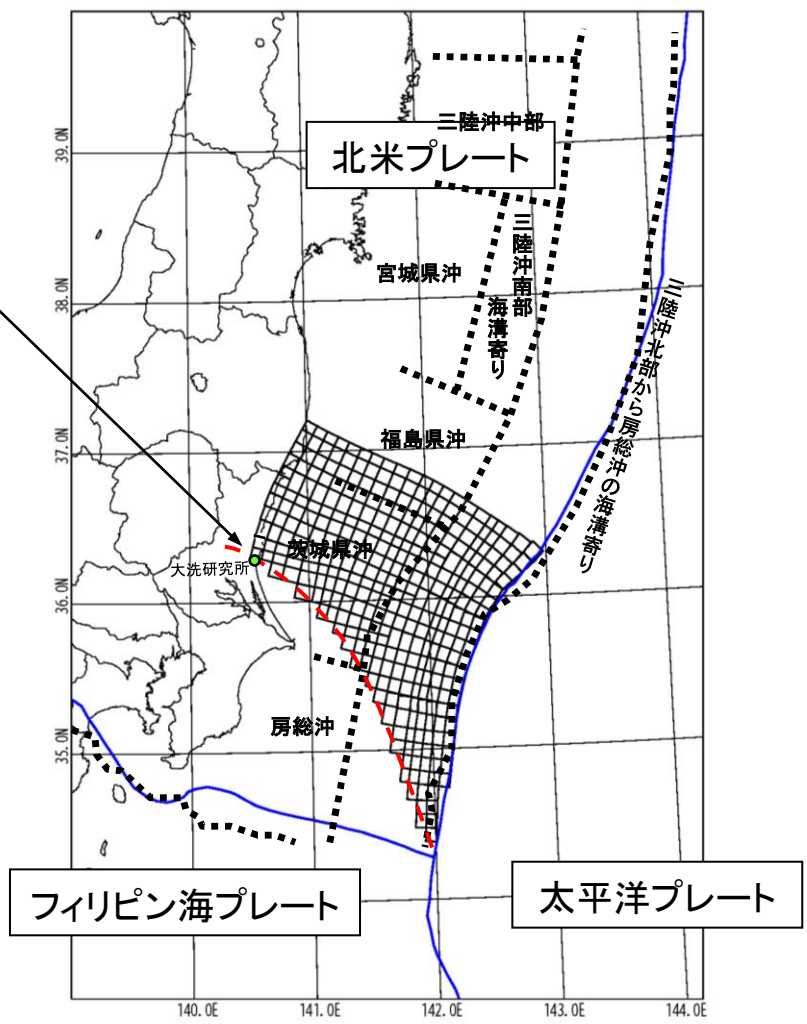 三陸沖中部
北米プレート
39.0N
三陸沖南部
海溝寄り
宮城県沖
38.0N
三陸沖北部から房総沖の海溝寄り
福島県沖
37.0N
茨城県沖
大洗研究所
36.0N
房総沖
35.0N
フィリピン海プレート
太平洋プレート
140.0E
141.0E
142.0E
143.0E
144.0E